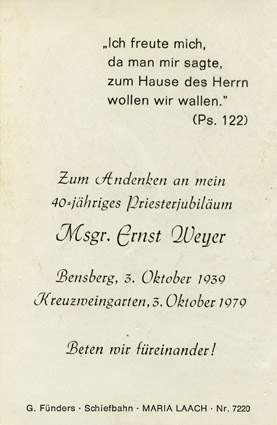 „Ich freute mich,
da man mir sagte,
zum Hause des Herrn
wollen wir wallen.”
(Ps. 122)
Zum Andenken an mein
40=jähriges Priesterjubiläum
Msgr. Ernst Weyer
Bensberg, 3. Oktober 1939
Kreuzweingarten, 3. Oktober 1979
Beten wir füreinander!
G. Fünders · Schiefbahn · MARIA LAACH · Nr. 7220